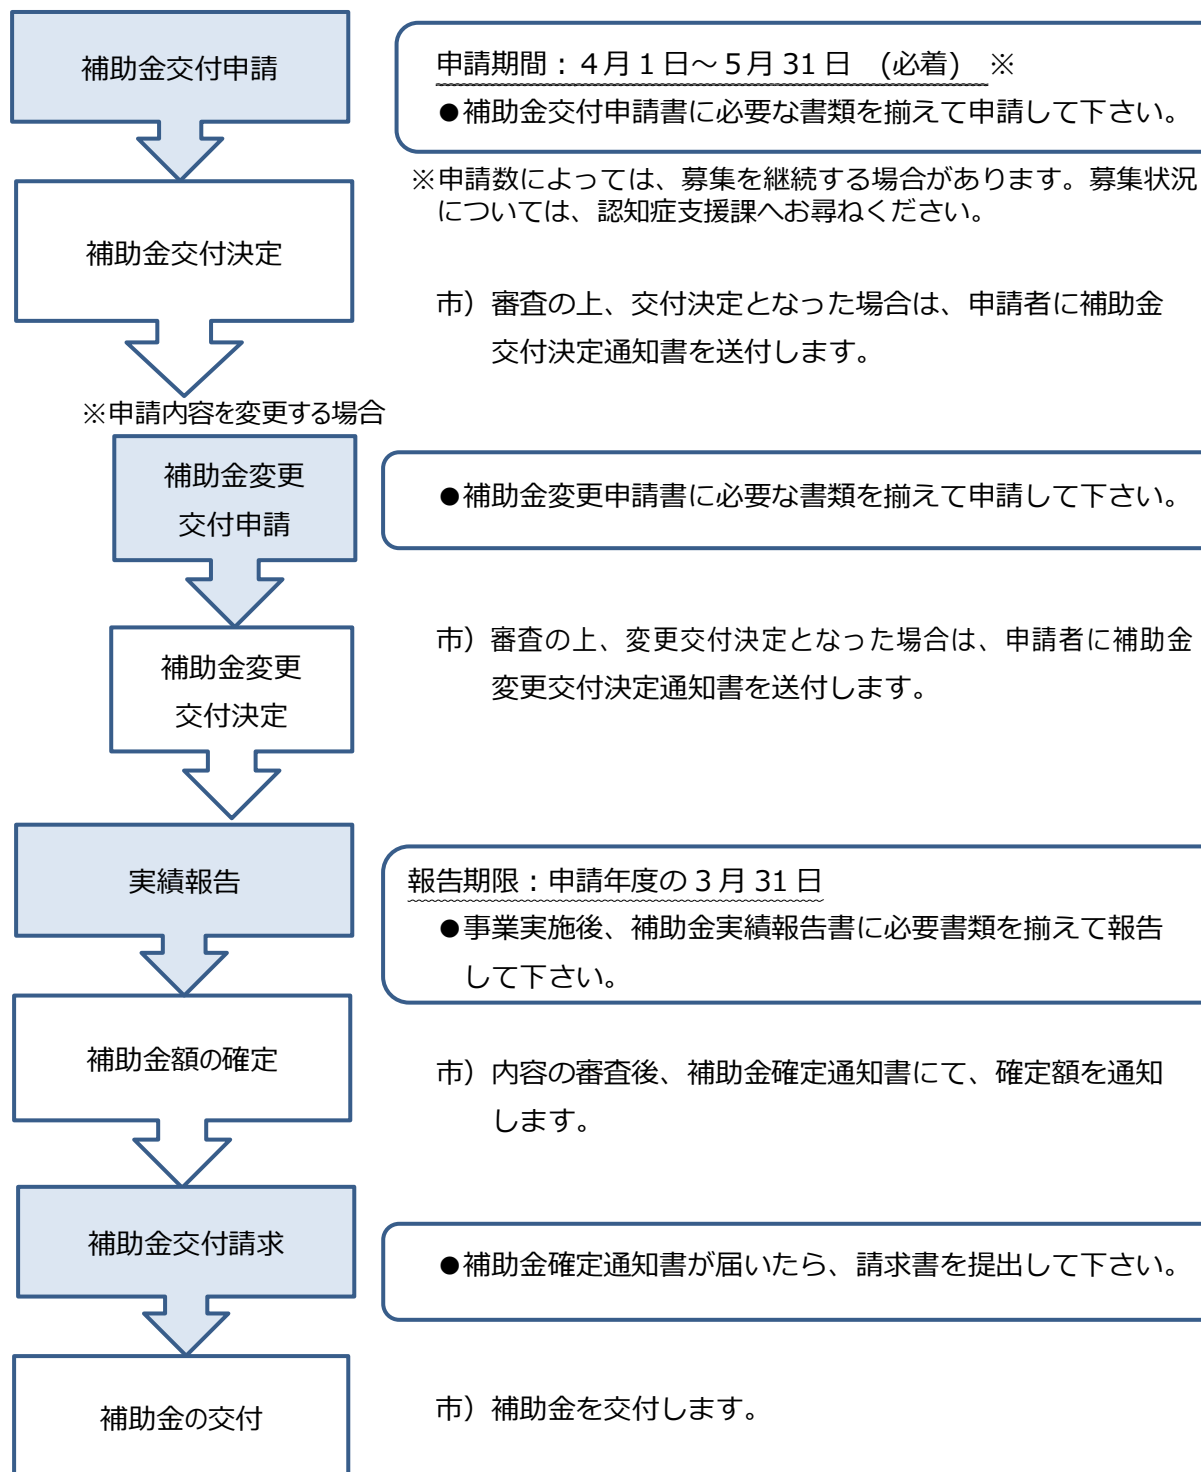 補助金交付申請
申請期間：４月１日～５月31日　(必着)　※
●補助金交付申請書に必要な書類を揃えて申請して下さい。
※申請数によっては、募集を継続する場合があります。募集状況
については、認知症支援課へお尋ねください。
補助金交付決定
市）審査の上、交付決定となった場合は、申請者に補助金
交付決定通知書を送付します。
※申請内容を変更する場合
補助金変更
交付申請
●補助金変更申請書に必要な書類を揃えて申請して下さい。
補助金変更
交付決定
市）審査の上、変更交付決定となった場合は、申請者に補助金
変更交付決定通知書を送付します。
実績報告
報告期限：申請年度の３月31日
●事業実施後、補助金実績報告書に必要書類を揃えて報告
して下さい。
補助金額の確定
市）内容の審査後、補助金確定通知書にて、確定額を通知
します。
補助金交付請求
●補助金確定通知書が届いたら、請求書を提出して下さい。
補助金の交付
市）補助金を交付します。